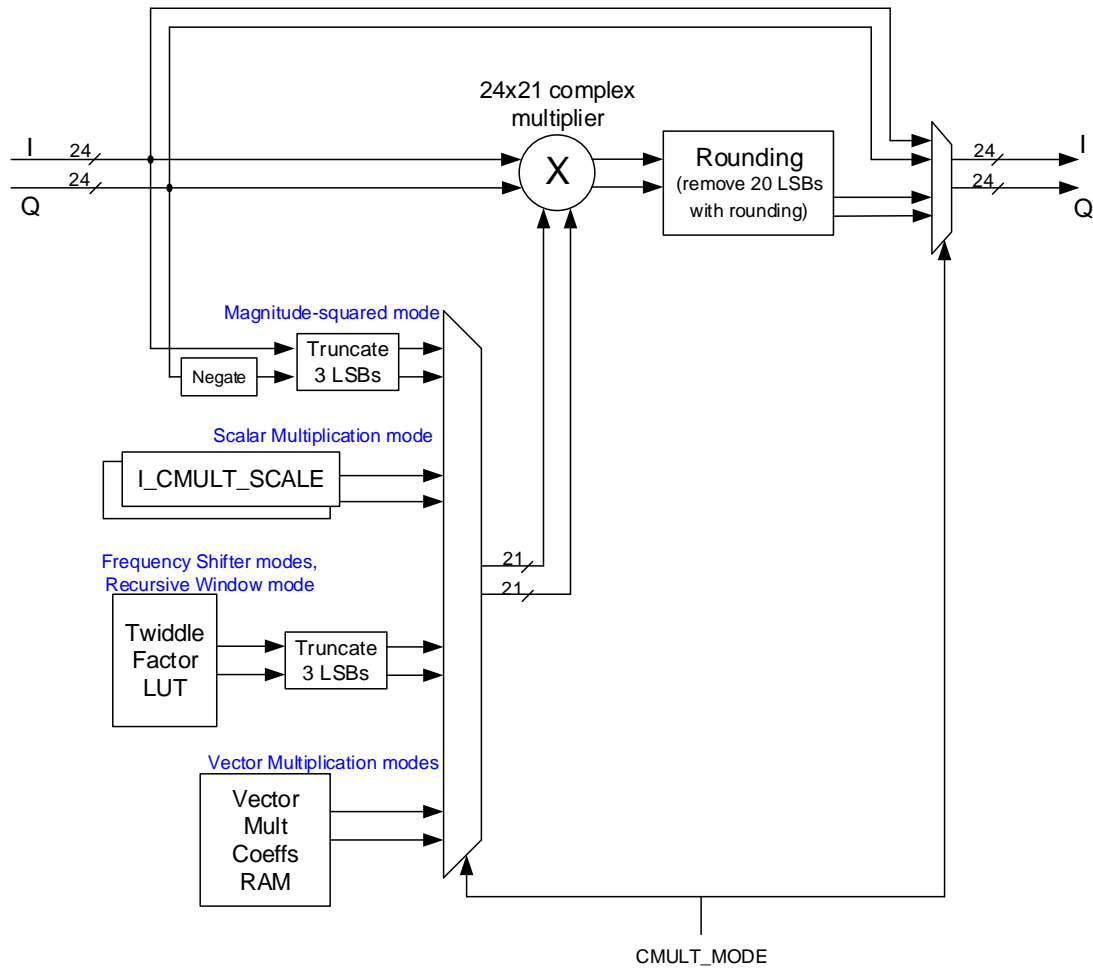 24x21 complex
multiplier
I
24
24
Q
X
Rounding
(remove 20 LSBs
with rounding)
24
I
24
Q
Magnitude-squared mode
Truncate
3 LSBs
Negate
Scalar Multiplication mode
I_CMULT_SCALE
21
21
Frequency Shifter modes,
Recursive Window mode
Twiddle
Factor
LUT
Truncate
3 LSBs
Vector Multiplication modes
Vector
Mult
Coeffs
RAM
CMULT_MODE